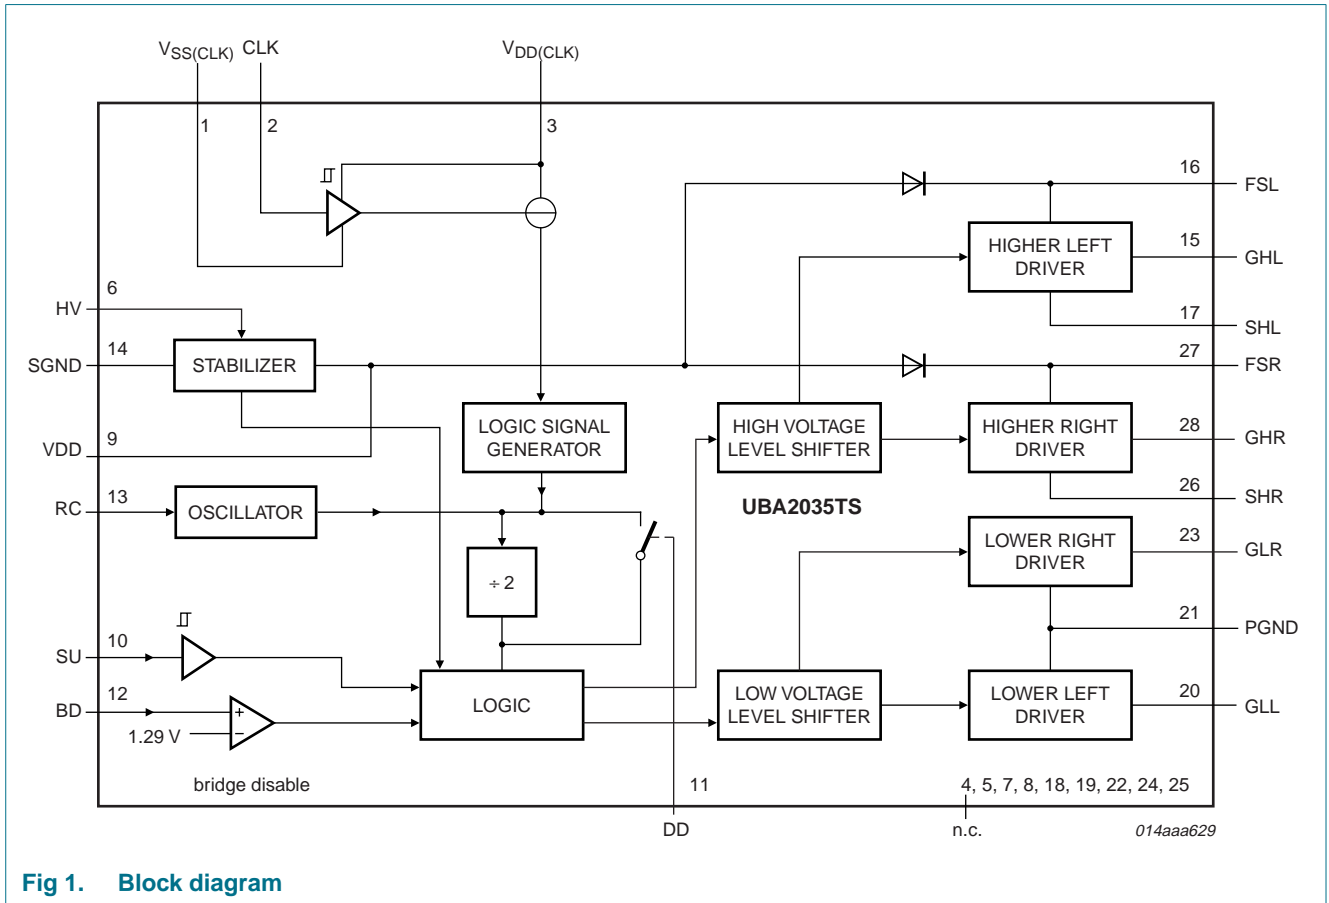 VSS(CLK) CLK VDD(CLK)
1 2 3
16
FSL
HIGHER LEFT
DRIVER
15
GHL
17
SHL
6
HV
14
SGND
STABILIZER
27
FSR
9
VDD
LOGIC SIGNAL
GENERATOR
HIGH VOLTAGE
LEVEL SHIFTER
HIGHER RIGHT
DRIVER
28
GHR
26
SHR
13
RC
OSCILLATOR
UBA2035TS
LOWER RIGHT
DRIVER
23
GLR
÷ 2
21
PGND
10
SU
12
BD
+
−
1.29 V
LOGIC
LOW VOLTAGE
LEVEL SHIFTER
LOWER LEFT
DRIVER
20
GLL
bridge disable
11
4, 5, 7, 8, 18, 19, 22, 24, 25
DD
n.c.
014aaa629
Fig 1. Block diagram